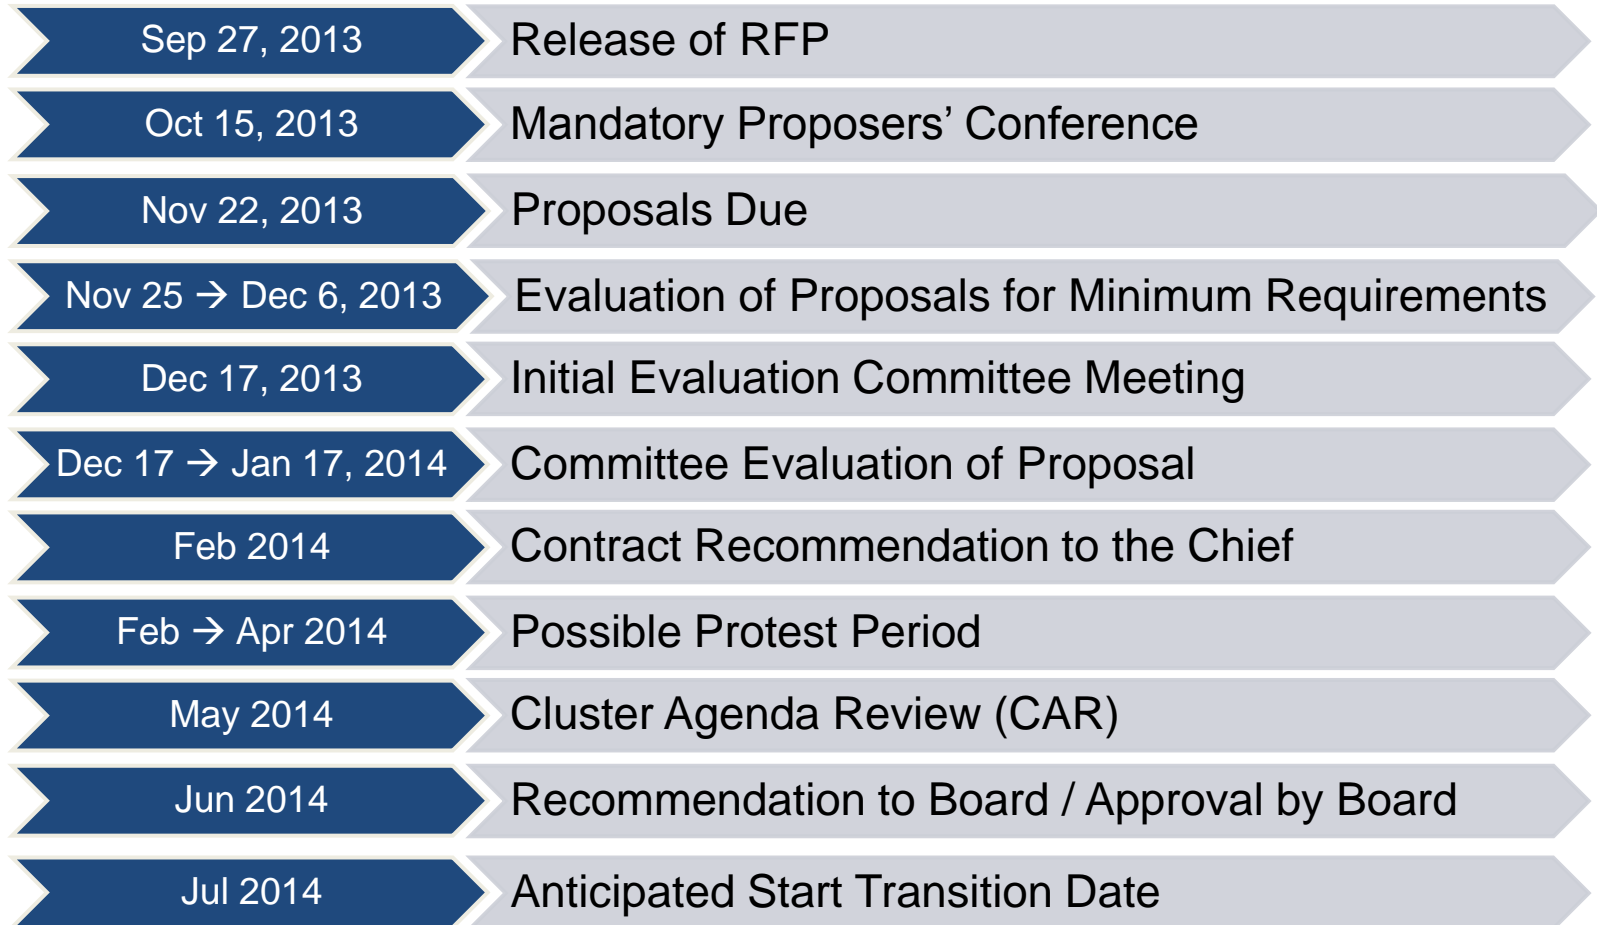 Sep 27, 2013 Release of RFP
Oct 15, 2013 Mandatory Proposers’ Conference
Nov 22, 2013 Proposals Due
Nov 25 → Dec 6, 2013 Evaluation of Proposals for Minimum Requirements
Dec 17, 2013 Initial Evaluation Committee Meeting
Dec 17 → Jan 17, 2014 Committee Evaluation of Proposal
Feb 2014 Contract Recommendation to the Chief
Feb → Apr 2014 Possible Protest Period
May 2014 Cluster Agenda Review (CAR)
Jun 2014 Recommendation to Board / Approval by Board
Jul 2014 Anticipated Start Transition Date